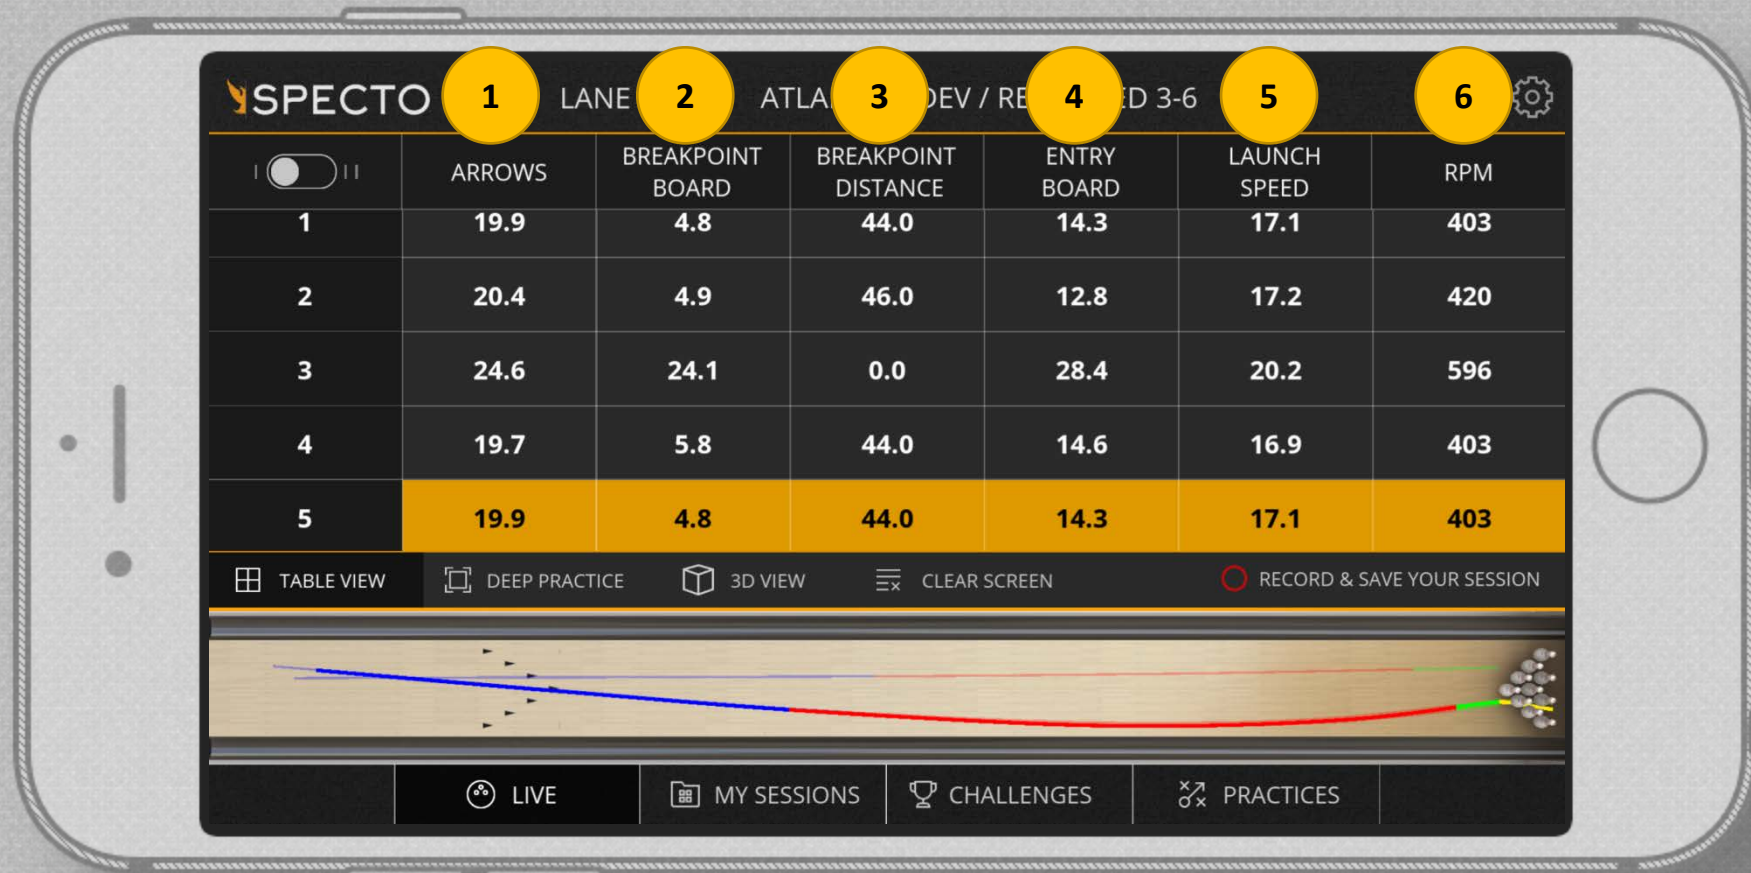 1 2 3 4 5 6
SPECTO LANE ATLA DEV / RE ED 3-6
ARROWS BREAKPOINT BOARD BREAKPOINT DISTANCE ENTRY BOARD LAUNCH SPEED RPM
1 19.9 4.8 44.0 14.3 17.1 403
2 20.4 4.9 46.0 12.8 17.2 420
3 24.6 24.1 0.0 28.4 20.2 596
4 19.7 5.8 44.0 14.6 16.9 403
5 19.9 4.8 44.0 14.3 17.1 403
TABLE VIEW DEEP PRACTICE 3D VIEW CLEAR SCREEN RECORD & SAVE YOUR SESSION
LIVE MY SESSIONS CHALLENGES PRACTICES